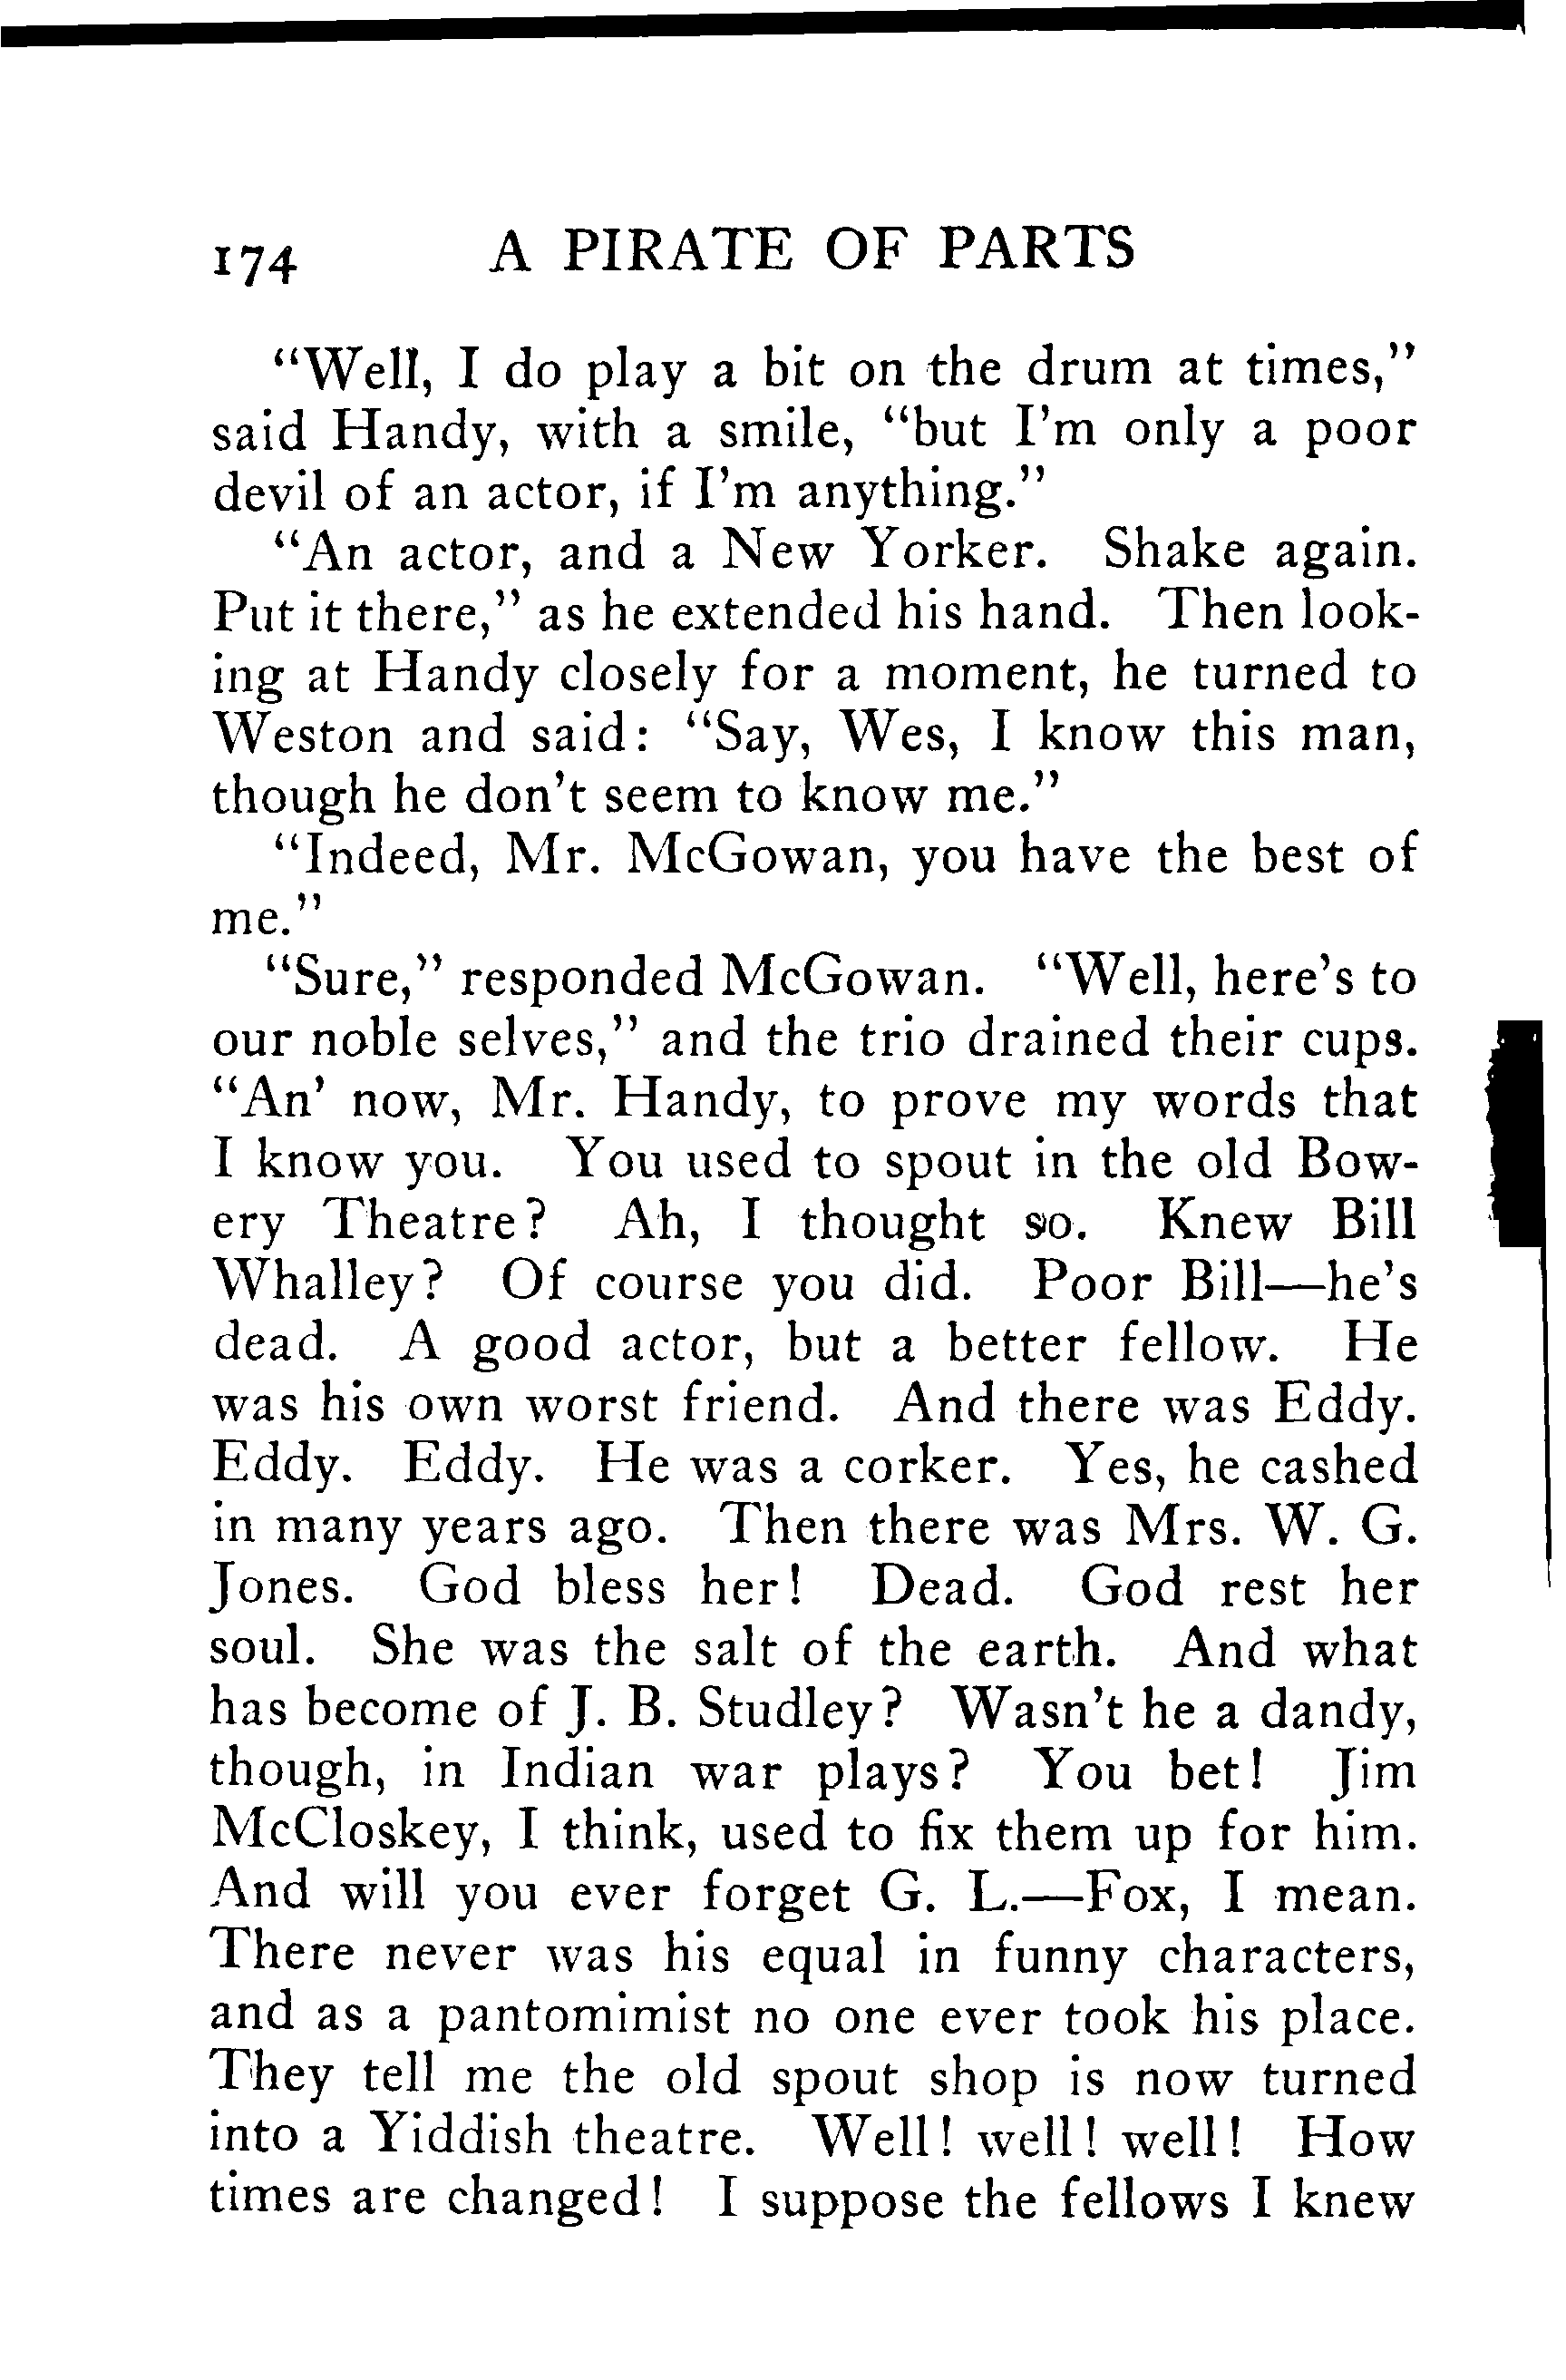 174 A PIRATE OF PARTS
"Well, I do play a bit on the drum at times,"
said Handy, with a smile, "but I'm only a poor
devil of an actor, if I'm anything."
"An actor, and a New Yorker. Shake again.
Put it there," as he extended his hand. Then look-
ing at Handy closely for a moment, he turned to
Weston and said: "Say, Wes, I know this man,
though he don't seem to know me."
"Indeed, Mr. McGowan, you have the best of
me."
"Sure," responded McGowan. "Well, here's to
our noble selves," and the trio drained their cups.
"An' now, Mr. Handy, to prove my words that
I know you. You used to spout in the old Bow-
ery Theatre? Ah, I thought so. Knew Bill
Whalley? Of course you did. Poor Bill—he's
dead. A good actor, but a better fellow. He
was his own worst friend. And there was Eddy.
Eddy. Eddy. He was a corker. Yes, he cashed
in many years ago. Then there was Mrs. W. G.
Jones. God bless her! Dead. God rest her
soul. She was the salt of the earth. And what
has become of J. B. Studley? Wasn't he a dandy,
though, in Indian war plays? You bet! Jim
McCloskey, I think, used to fix them up for him.
And will you ever forget G. L.—Fox, I mean.
There never was his equal in funny characters,
and as a pantomimist no one ever took his place.
They tell me the old spout shop is now turned
into a Yiddish theatre. Well! well! well! How
times are changed! I suppose the fellows I knew